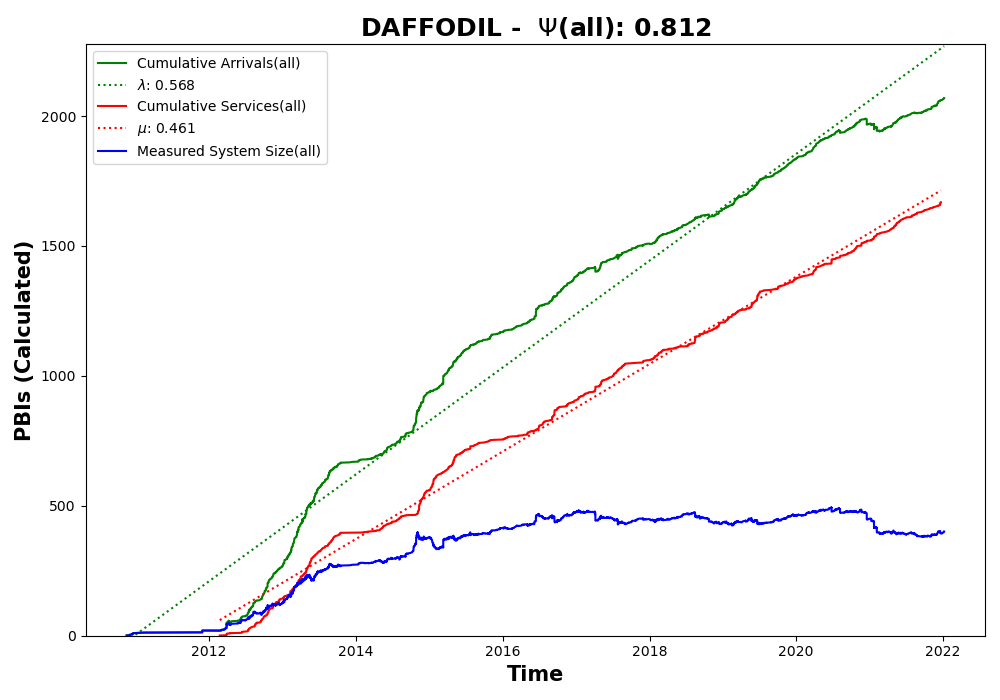 DAFFODIL - Ψ(all): 0.812
Cumulative Arrivals(all)
λ: 0.568
Cumulative Services(all)
μ: 0.461
Measured System Size(all)
PBIs (Calculated)
2000
1500
1000
500
0
2012 2014 2016 2018 2020 2022
Time